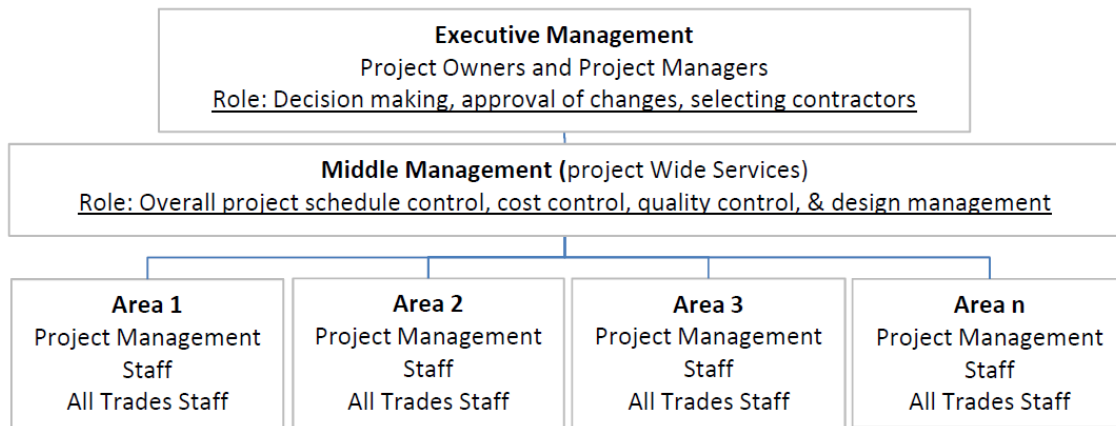 Executive Management
Project Owners and Project Managers
Role: Decision making, approval of changes, selecting contractors
Middle Management (project Wide Services)
Role: Overall project schedule control, cost control, quality control, & design management
Area 1
Project Management
Staff
All Trades Staff
Area 2
Project Management
Staff
All Trades Staff
Area 3
Project Management
Staff
All Trades Staff
Area n
Project Management
Staff
All Trades Staff